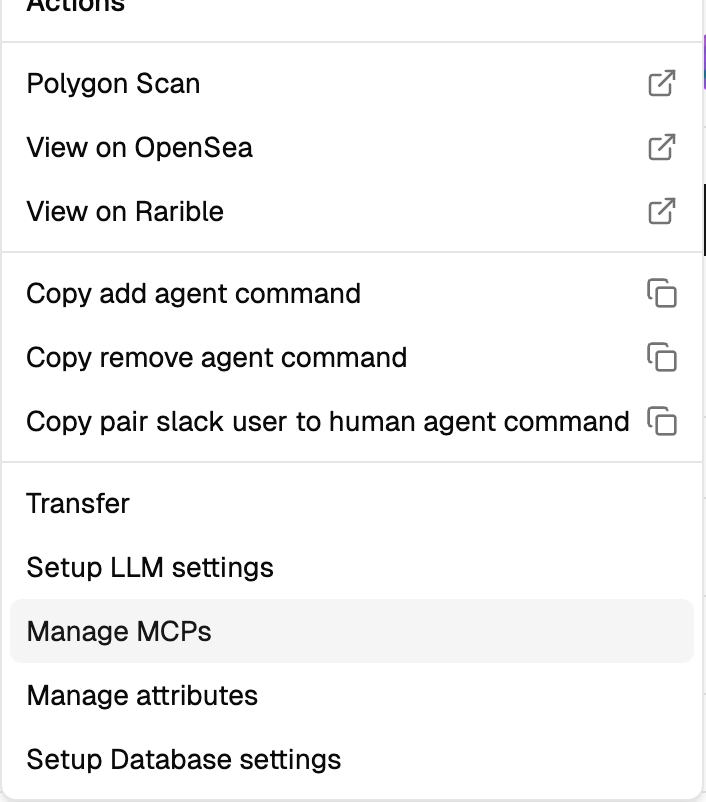 Actions
Polygon Scan
View on OpenSea
View on Rarible
Copy add agent command
Copy remove agent command
Copy pair slack user to human agent command
Transfer
Setup LLM settings
Manage MCPs
Manage attributes
Setup Database settings